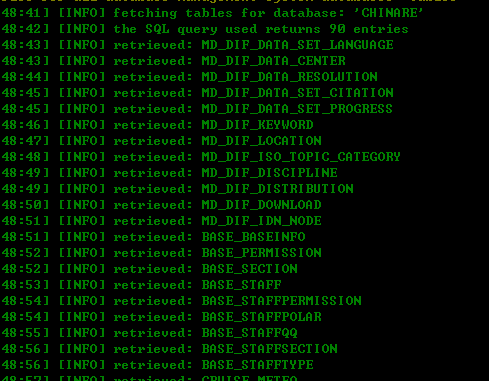 48:41] [INFO] fetching tables for database: 'CHINARE'
48:42] [INFO] the SQL query used returns 90 entries
48:43] [INFO] retrieved: MD_DIF_DATA_SET_LANGUAGE
48:43] [INFO] retrieved: MD_DIF_DATA_CENTER
48:44] [INFO] retrieved: MD_DIF_DATA_RESOLUTION
48:45] [INFO] retrieved: MD_DIF_DATA_SET_CITATION
48:45] [INFO] retrieved: MD_DIF_DATA_SET_PROGRESS
48:46] [INFO] retrieved: MD_DIF_KEYWORD
48:47] [INFO] retrieved: MD_DIF_LOCATION
48:48] [INFO] retrieved: MD_DIF_ISO_TOPIC_CATEGORY
48:49] [INFO] retrieved: MD_DIF_DISCIPLINE
48:49] [INFO] retrieved: MD_DIF_DISTRIBUTION
48:50] [INFO] retrieved: MD_DIF_DOWNLOAD
48:51] [INFO] retrieved: MD_DIF_IDN_NODE
48:51] [INFO] retrieved: BASE_BASEINFO
48:52] [INFO] retrieved: BASE_PERMISSION
48:52] [INFO] retrieved: BASE_SECTION
48:53] [INFO] retrieved: BASE_STAFF
48:54] [INFO] retrieved: BASE_STAFFPERMISSION
48:54] [INFO] retrieved: BASE_STAFFPOLAR
48:55] [INFO] retrieved: BASE_STAFFQQ
48:56] [INFO] retrieved: BASE_STAFFSECTION
48:56] [INFO] retrieved: BASE_STAFFTYPE
48:57] [INFO] retrieved: CRUISE_METEO